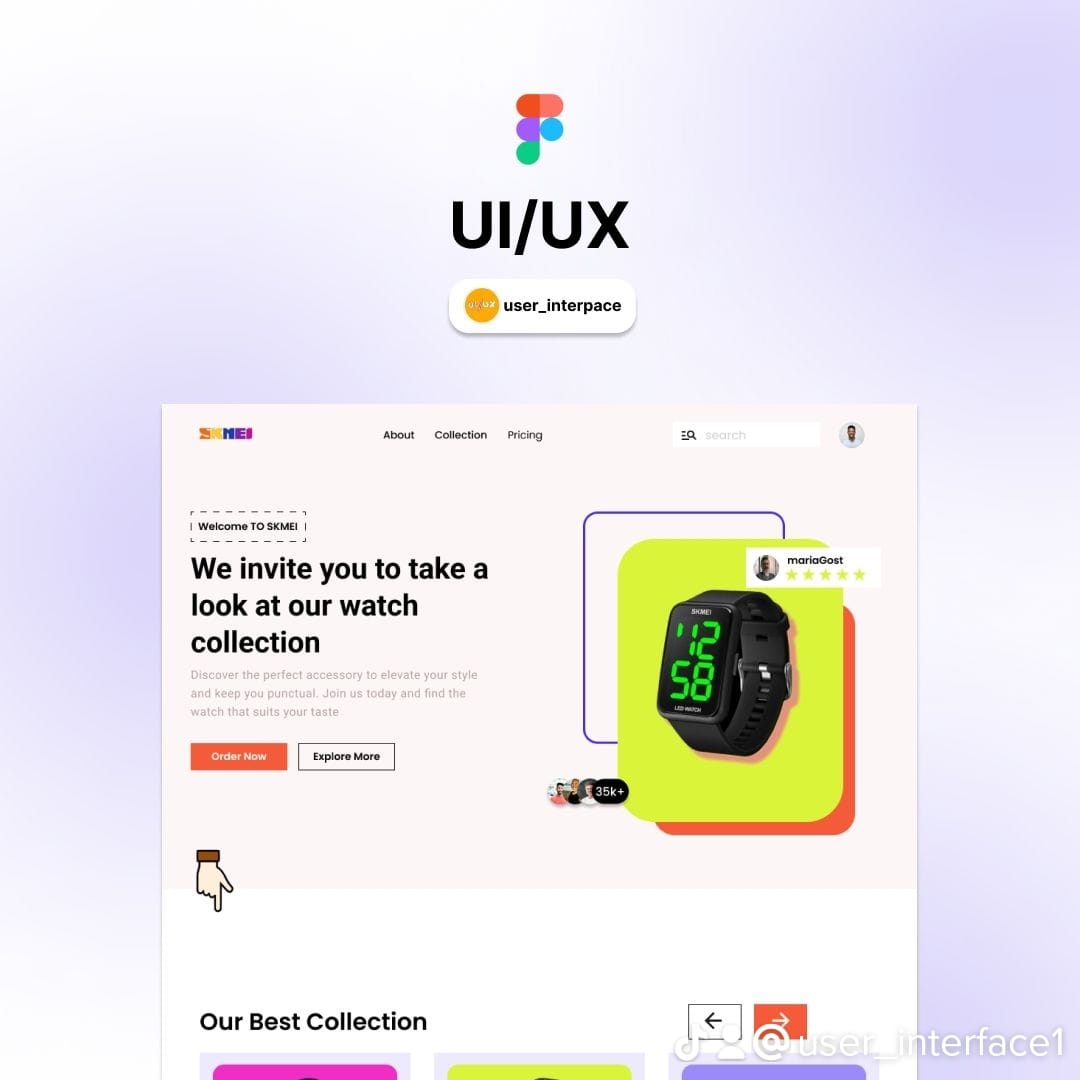 UI/UX
UI/UX user_interpace
SKMEI
About Collection Pricing
search
Welcome TO SKMEI
We invite you to take a
look at our watch
collection
Discover the perfect accessory to elevate your style
and keep you punctual. Join us today and find the
watch that suits your taste
Order Now Explore More
mariaGost
SKMEI
12
58
LED WATCH
35k+
Our Best Collection
@user_interface1